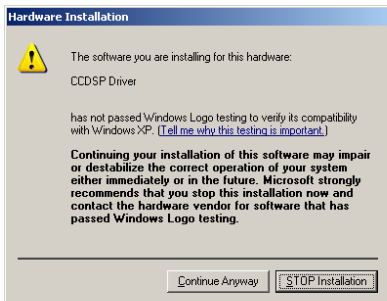 Hardware Installation
The software you are installing for this hardware:
CCDSP Driver
has not passed Windows Logo testing to verify its compatibility
with Windows XP. (Tell me why this testing is important.)
Continuing your installation of this software may impair
or destabilize the correct operation of your system
either immediately or in the future. Microsoft strongly
recommends that you stop this installation now and
contact the hardware vendor for software that has
passed Windows Logo testing.
Continue Anyway STOP Installation